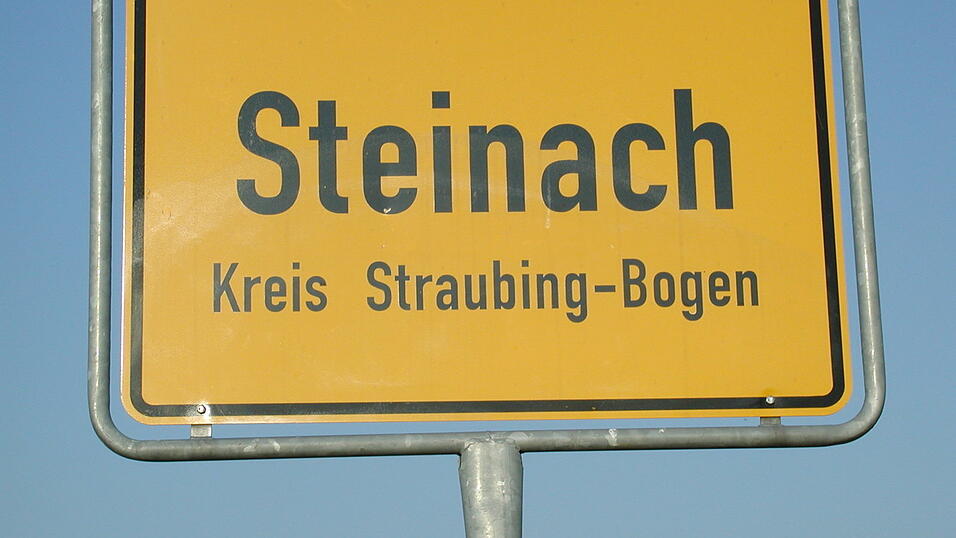 Steinach
Kreis Straubing-Bogen